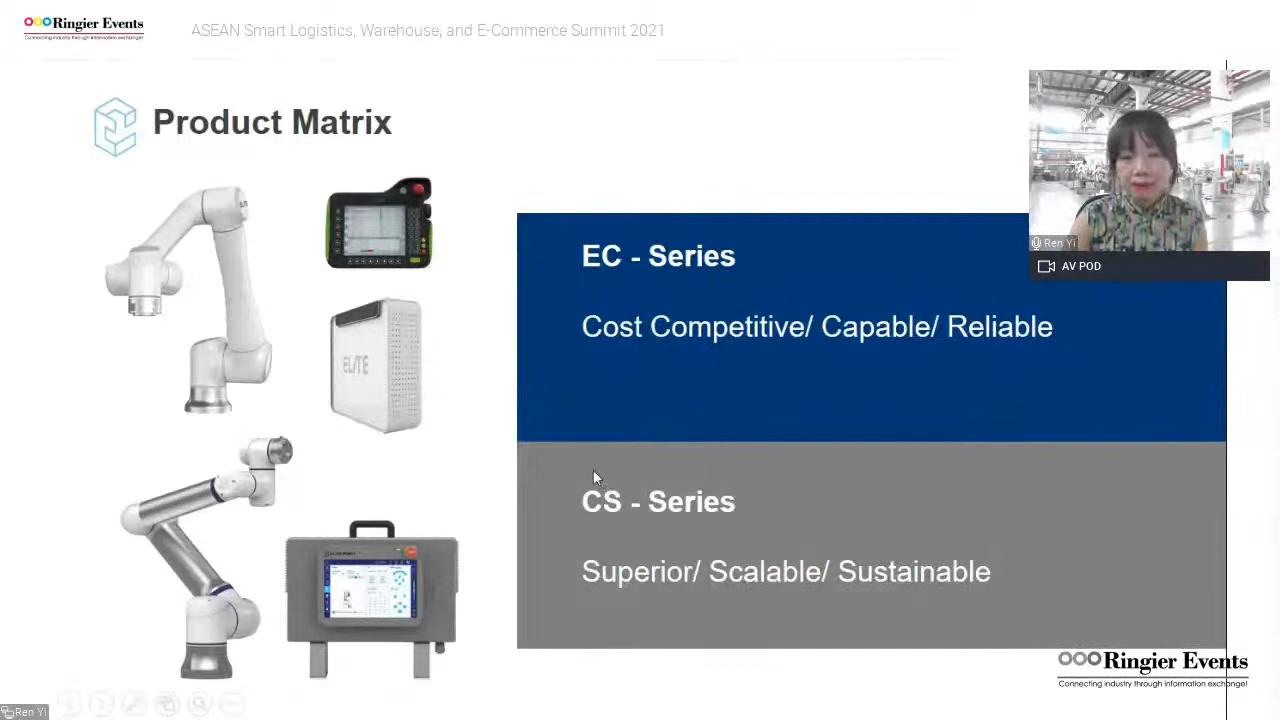 Ringier Events
Connecting industry through information exchange!
ASEAN Smart Logistics, Warehouse, and E-Commerce Summit 2021
Product Matrix
Ren Yi
AV POD
EC - Series
Cost Competitive/ Capable/ Reliable
ELITE
CS - Series
Superior/ Scalable/ Sustainable
Ringier Events
Connecting industry through information exchange!
Ren Yi